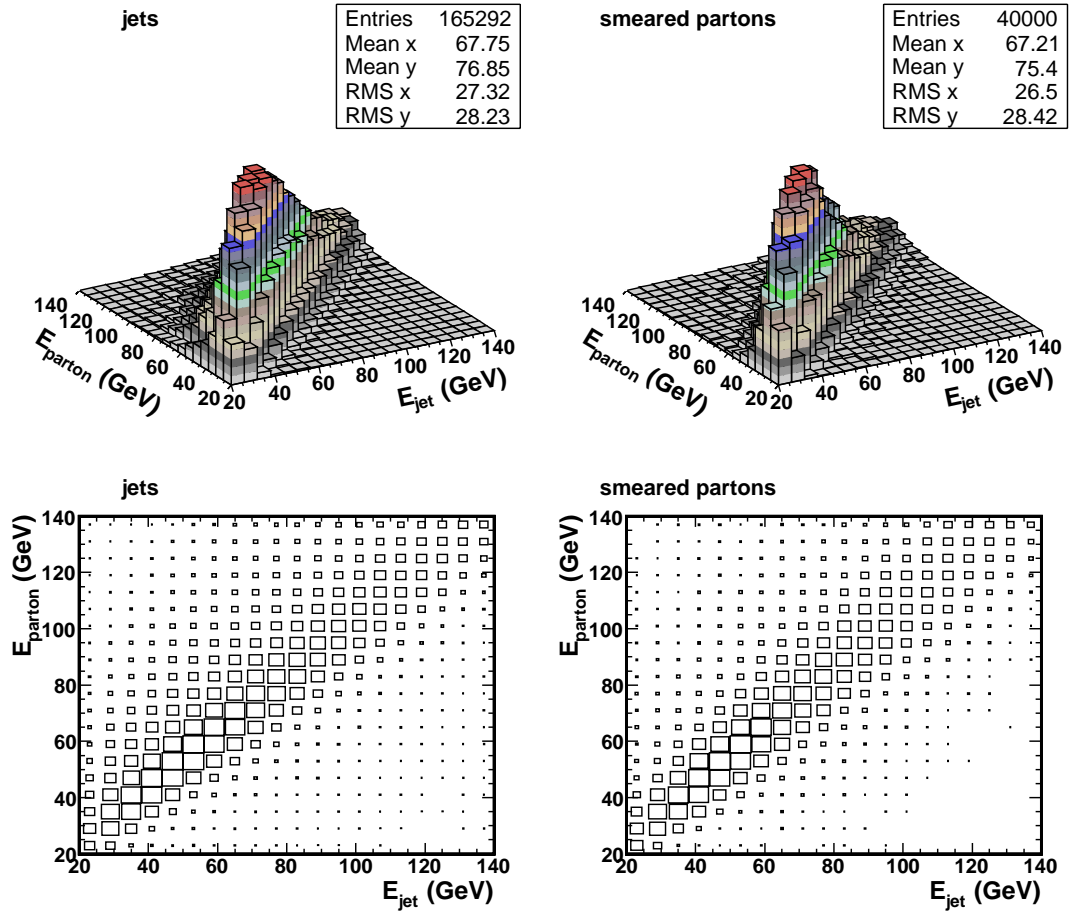 jets
Entries 165292
Mean x 67.75
Mean y 76.85
RMS x 27.32
RMS y 28.23
140
120
100
80
60
40
20
E_parton (GeV)
20
40
60
80
100
120
140
E_jet (GeV)
smeared partons
Entries 40000
Mean x 67.21
Mean y 75.4
RMS x 26.5
RMS y 28.42
140
120
100
80
60
40
20
E_parton (GeV)
20
40
60
80
100
120
140
E_jet (GeV)
jets
E_parton (GeV)
140
120
100
80
60
40
20
20 40 60 80 100 120 140
E_jet (GeV)
smeared partons
E_parton (GeV)
140
120
100
80
60
40
20
20 40 60 80 100 120 140
E_jet (GeV)